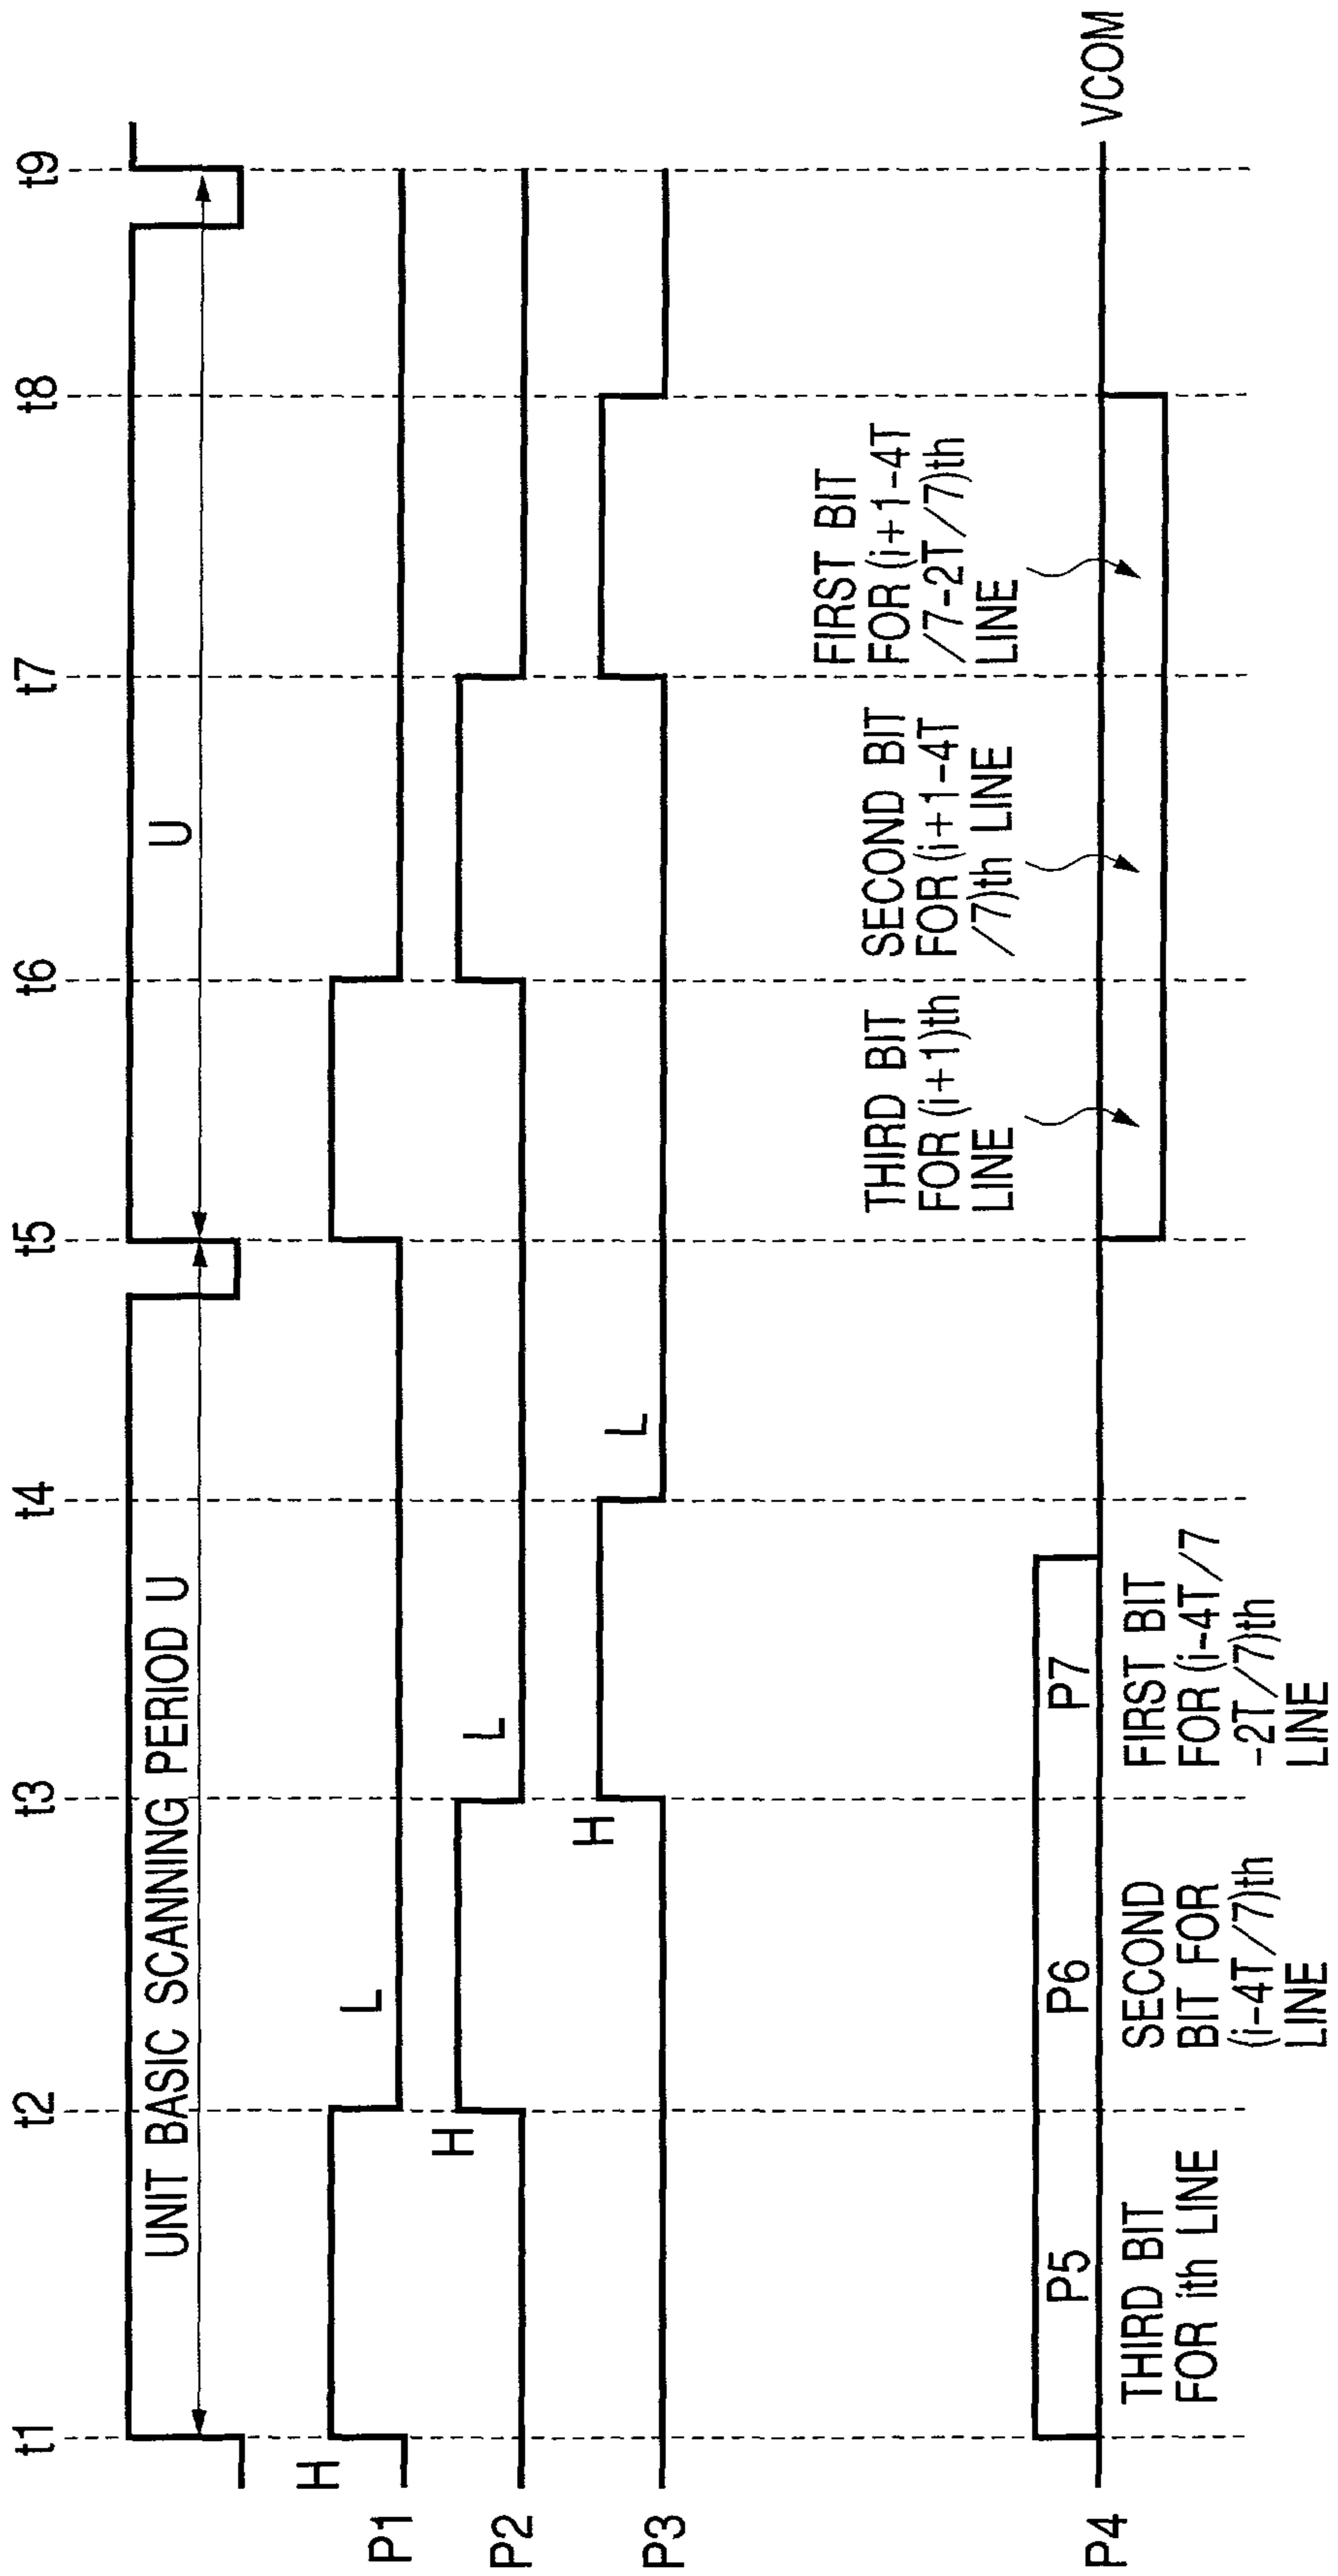 t1 t2 t3 t4 t5 t6 t7 t8 t9
UNIT BASIC SCANNING PERIOD U
U
H
L
P1
H
L
P2
H
L
P3
THIRD BIT
FOR (i+1)th
LINE
SECOND BIT
FOR (i+1-4T
/7)th LINE
FIRST BIT
FOR (i+1-4T
/7-2T/7)th
LINE
P5
P6
P7
P4
VCOM
THIRD BIT
FOR ith LINE
SECOND
BIT FOR
(i-4T/7)th
LINE
FIRST BIT
FOR (i-4T/7
-2T/7)th
LINE